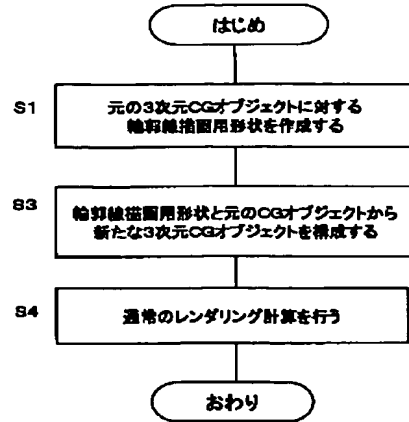 はじめ
S1
元の3次元CGオブジェクトに対する
輪郭線描画用形状を作成する
S3
輪郭線描画用形状と元のCGオブジェクトから
新たな3次元CGオブジェクトを構成する
S4
通常のレンダリング計算を行う
おわり